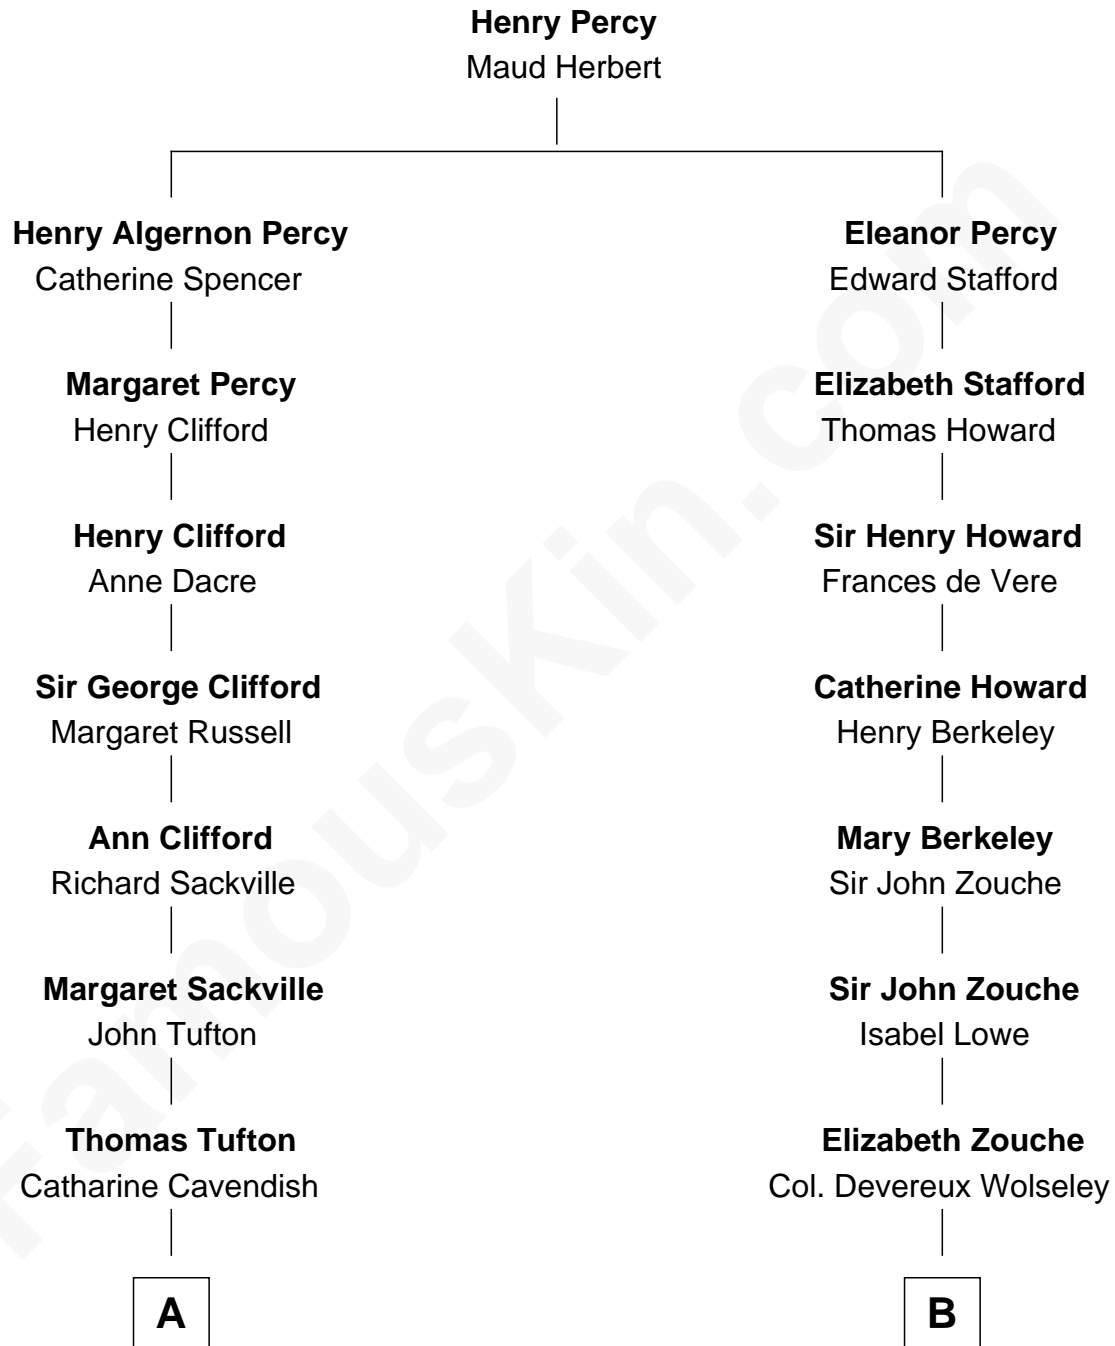 Henry Percy
Maud Herbert
Henry Algernon Percy
Catherine Spencer
Eleanor Percy
Edward Stafford
Margaret Percy
Henry Clifford
Elizabeth Stafford
Thomas Howard
Henry Clifford
Anne Dacre
Sir Henry Howard
Frances de Vere
Sir George Clifford
Margaret Russell
Catherine Howard
Henry Berkeley
Ann Clifford
Richard Sackville
Mary Berkeley
Sir John Zouche
Margaret Sackville
John Tufton
Sir John Zouche
Isabel Lowe
Thomas Tufton
Catharine Cavendish
Elizabeth Zouche
Col. Devereux Wolseley
A
B
FamousKin.com